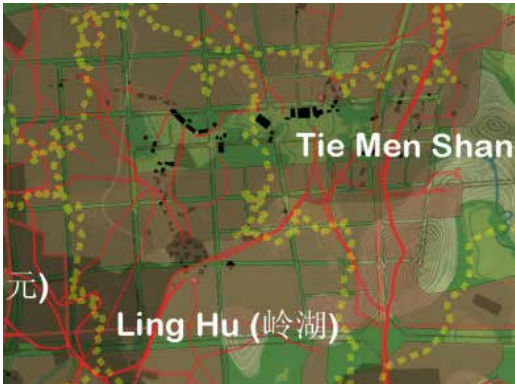 Tie Men Shan
元)
Ling Hu (岭湖)